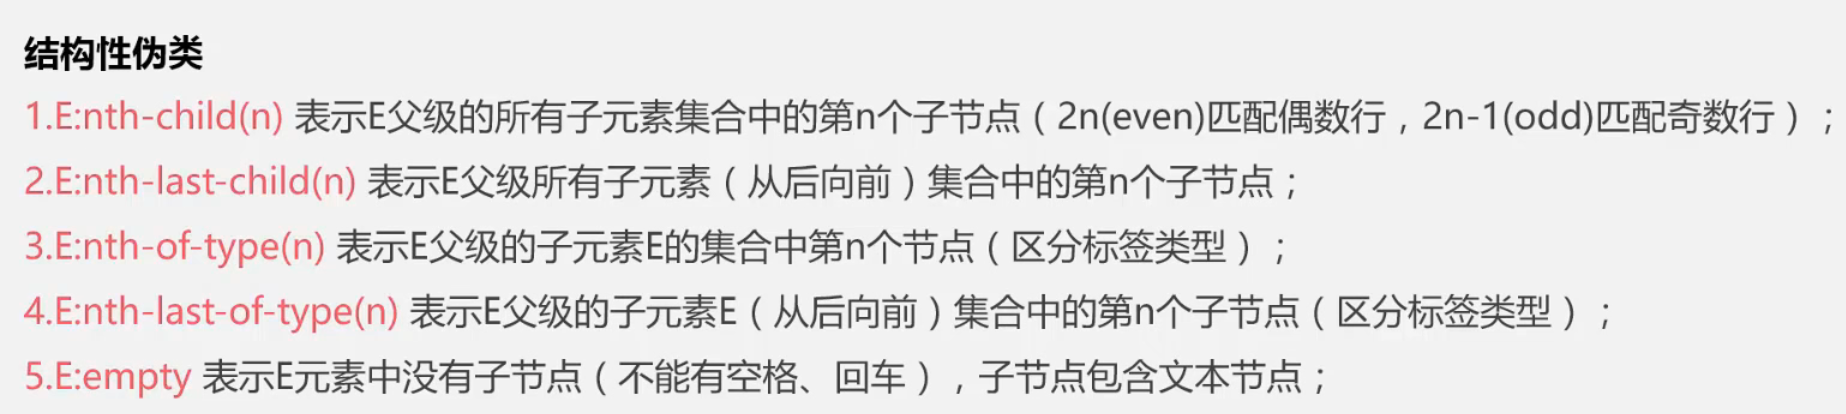 结构性伪类
1.E:nth-child(n) 表示E父级的所有子元素集合中的第n个子节点（2n(even)匹配偶数行，2n-1(odd)匹配奇数行）；
2.E:nth-last-child(n) 表示E父级所有子元素（从后向前）集合中的第n个子节点；
3.E:nth-of-type(n) 表示E父级的子元素E的集合中第n个节点（区分标签类型）；
4.E:nth-last-of-type(n) 表示E父级的子元素E（从后向前）集合中的第n个子节点（区分标签类型）；
5.E:empty 表示E元素中没有子节点（不能有空格、回车），子节点包含文本节点；